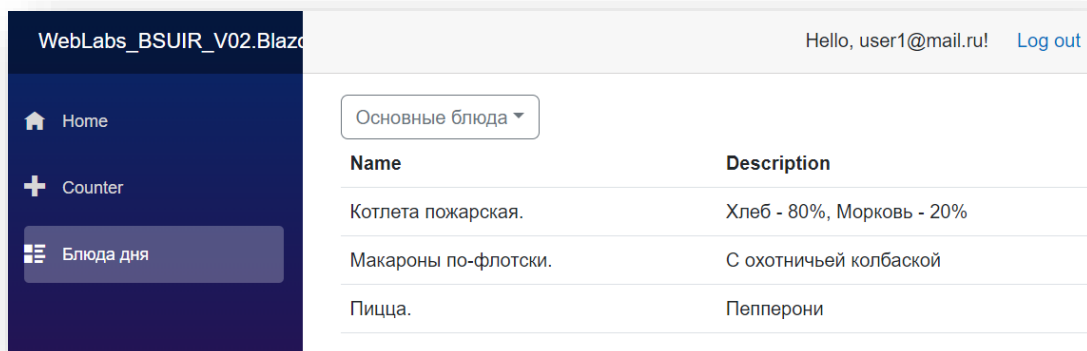 WebLabs_BSUIR_V02.Blazo
Hello, user1@mail.ru! Log out
Home
Counter
Блюда дня
Основные блюда
Name Description
Котлета пожарская. Хлеб - 80%, Морковь - 20%
Макароны по-флотски. С охотничьей колбаской
Пицца. Пепперони